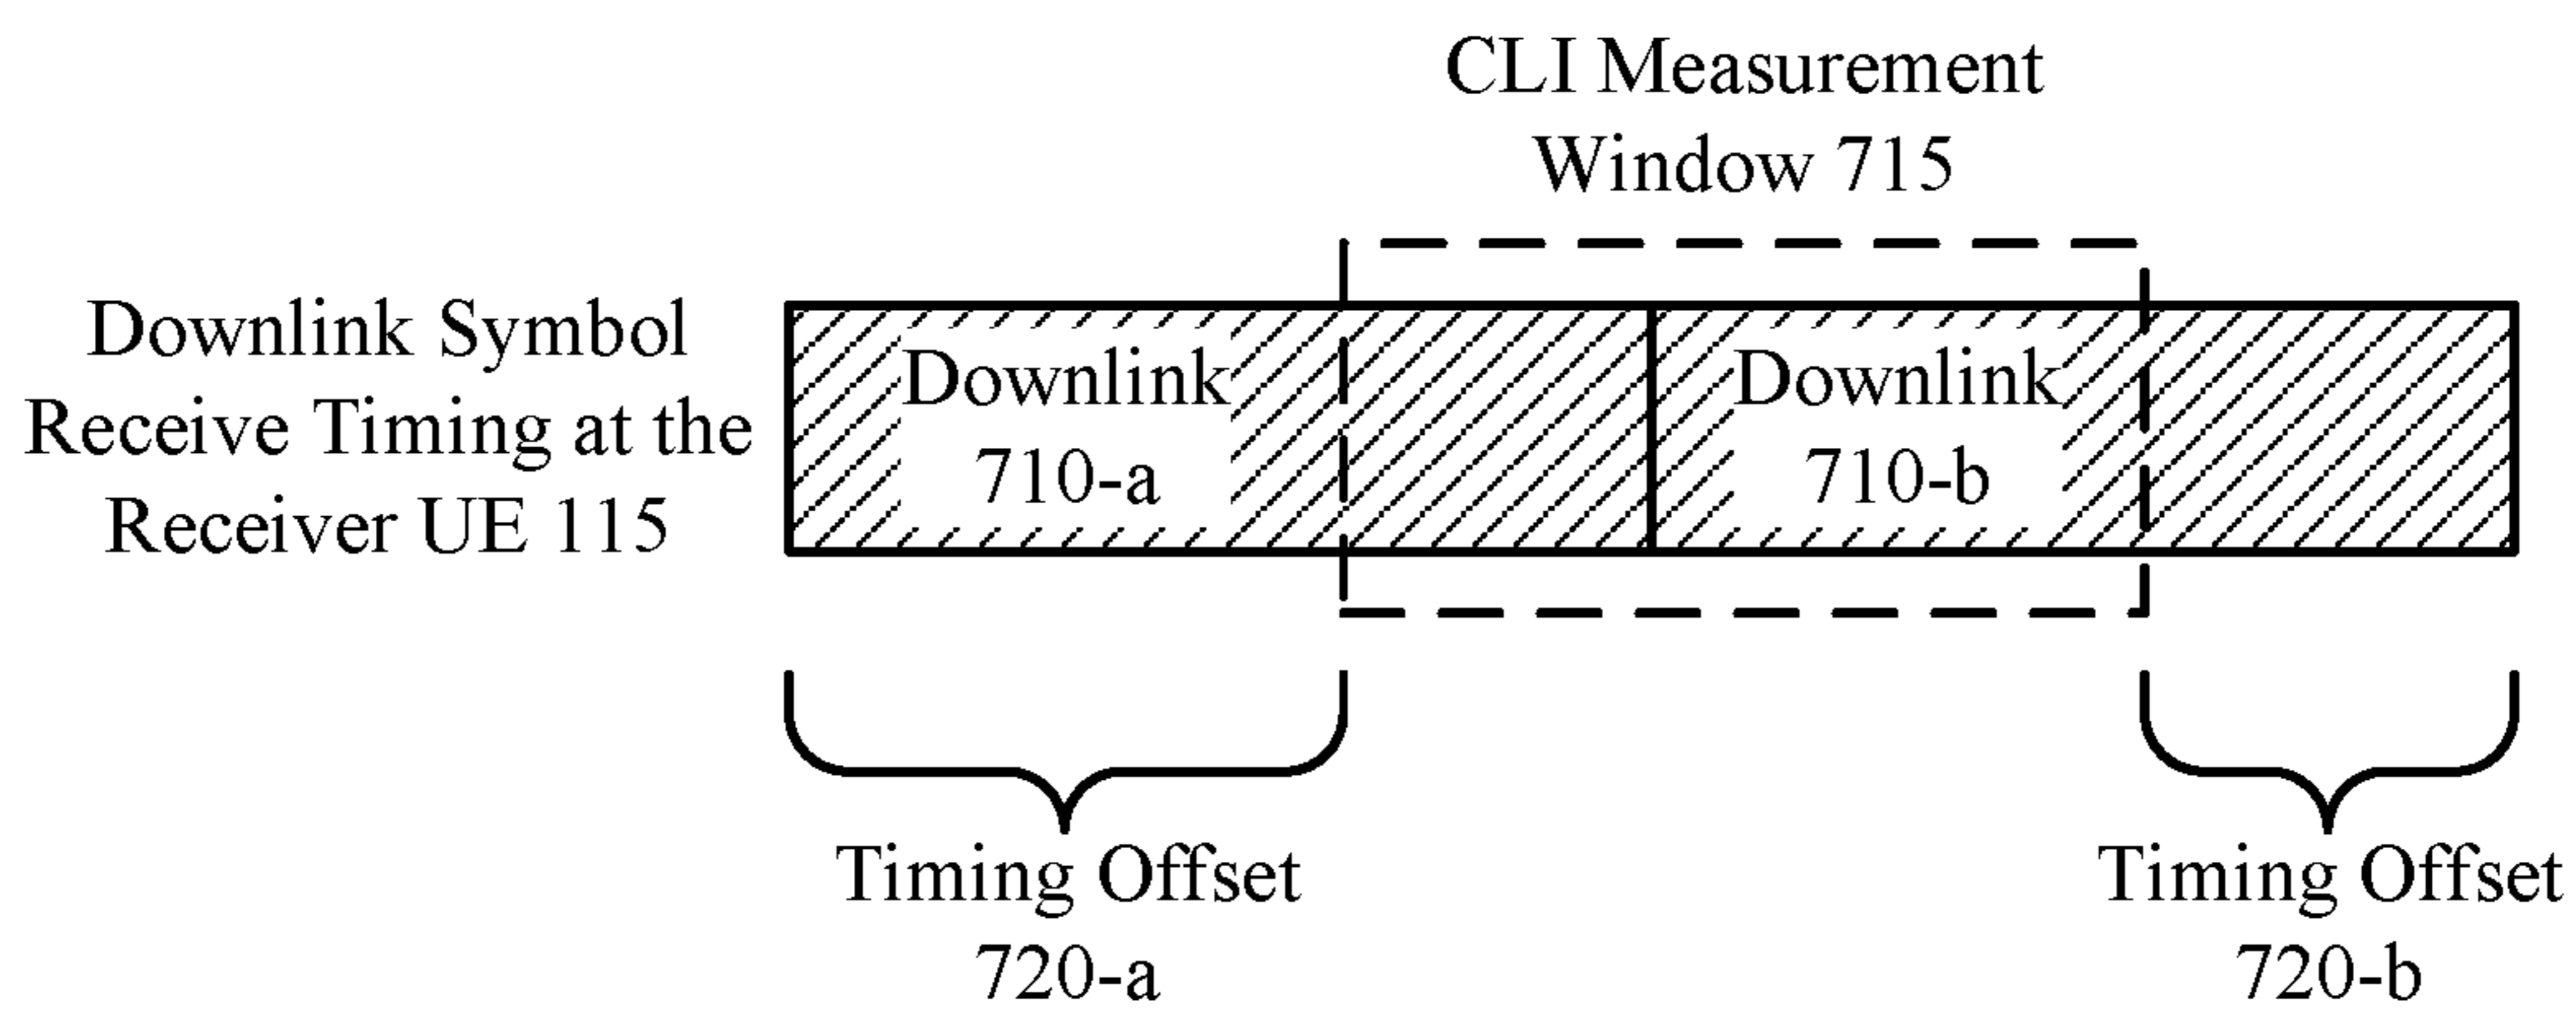 CLI Measurement
Window 715
Downlink Symbol
Receive Timing at the
Receiver UE 115
Downlink
710-a
Downlink
710-b
Timing Offset
720-a
Timing Offset
720-b